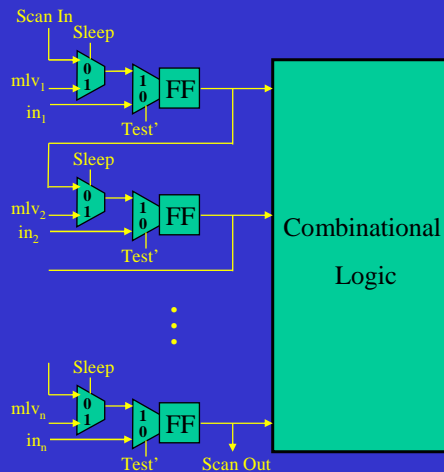 Scan In
Sleep
0
1
mlv1
in1
1
0
FF
Test'
Sleep
0
1
mlv2
in2
1
0
FF
Test'
Combinational
Logic
Sleep
0
1
mlvn
inn
1
0
FF
Test'
Scan Out